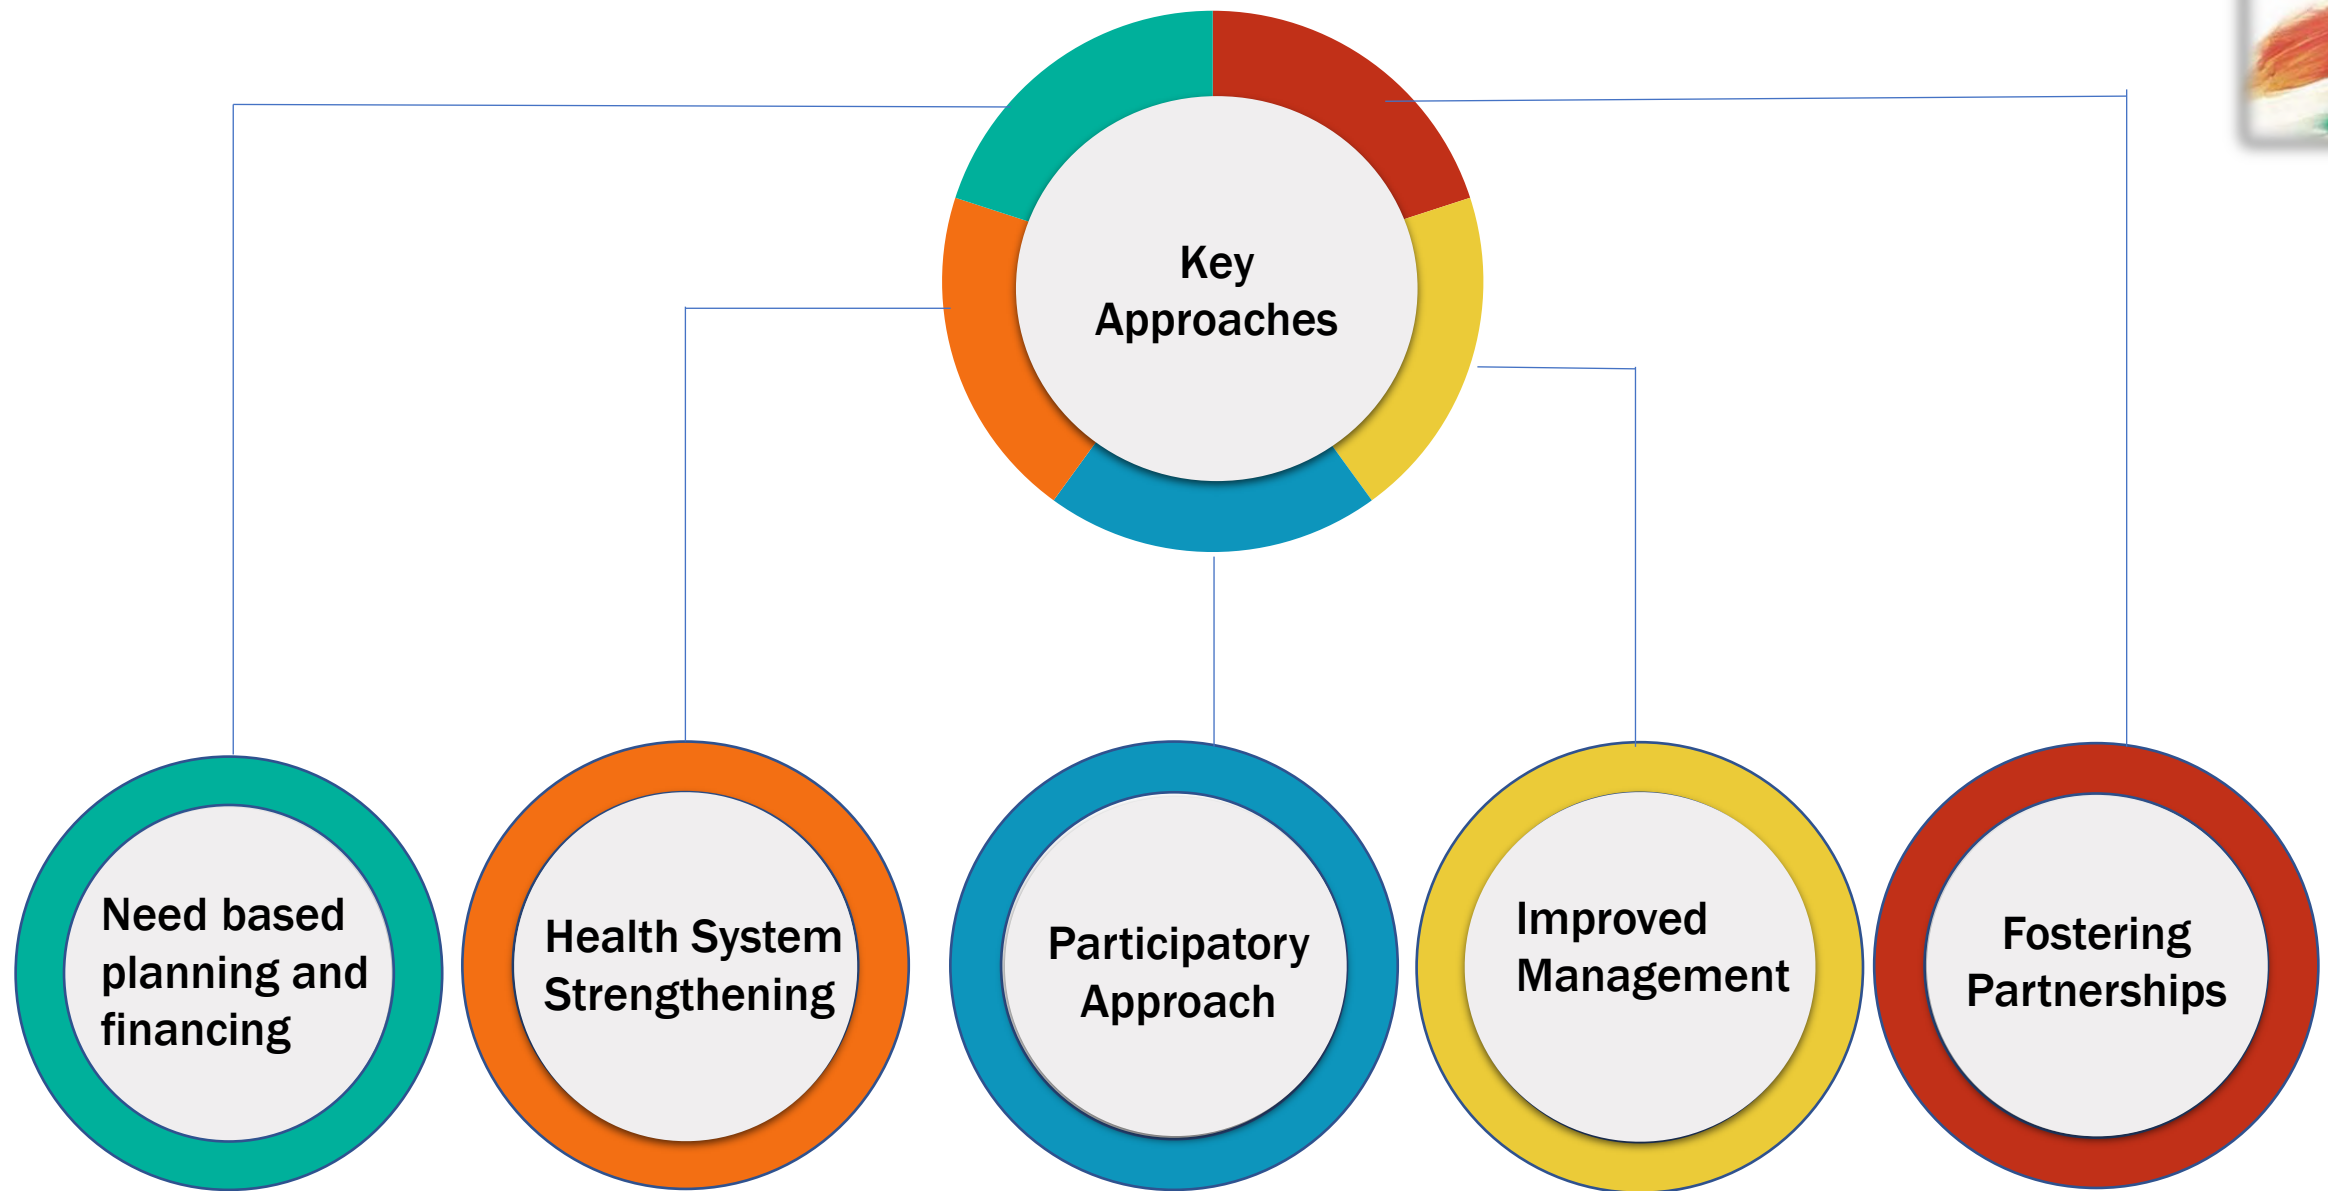 Key
Approaches
Need based
planning and
financing
Health System
Strengthening
Participatory
Approach
Improved
Management
Fostering
Partnerships